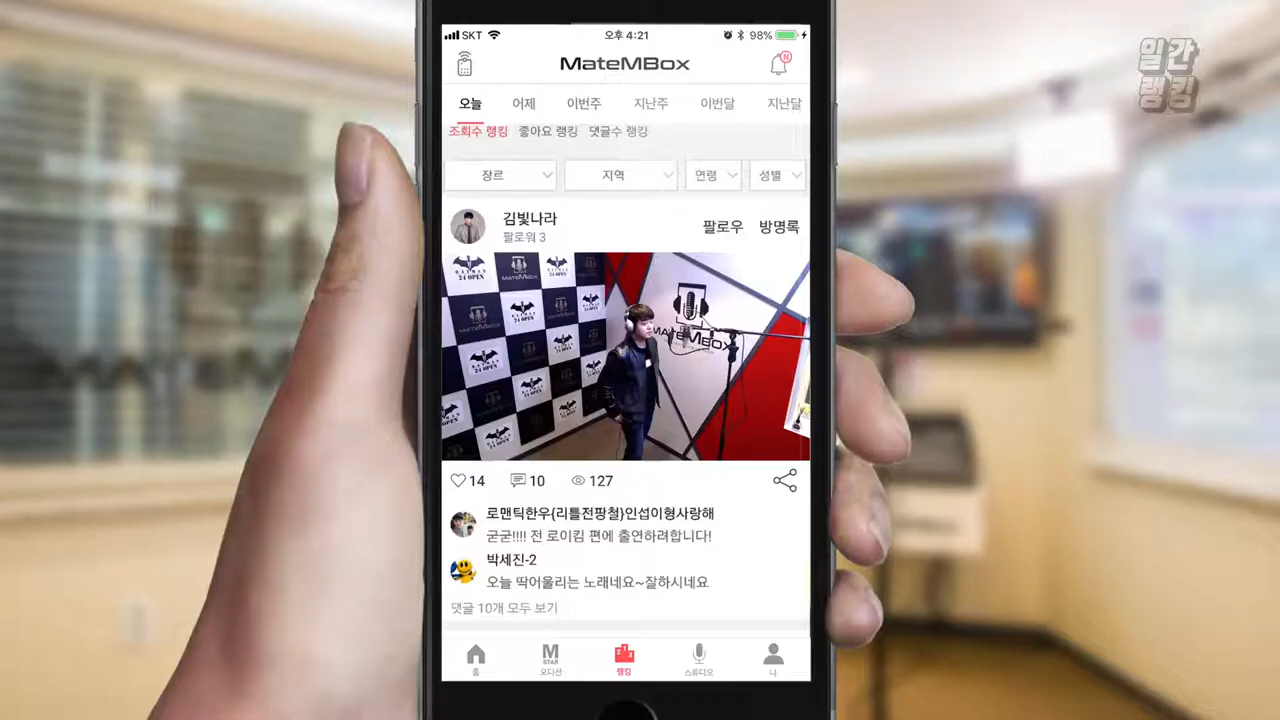 SKT 오후 4:21 98%
MateMBox
N
일간
랭킹
오늘 어제 이번주 지난주 이번달 지난달
조회수 랭킹 좋아요 랭킹 댓글수 랭킹
장르 지역 연령 성별
김빛나라
팔로워 3
팔로우 방명록
BATMAN
24 OPEN
MATEMBOX
MATEMBOX
14 10 127
로맨틱한우{리틀전팡철}인섭이형사랑해
굳굳!!!! 전 로이킴 편에 출연하려합니다!
박세진-2
오늘 딱어울리는 노래네요~잘하시네요
댓글 10개 모두 보기
홈 M STAR 오디션 랭킹 스튜디오 나